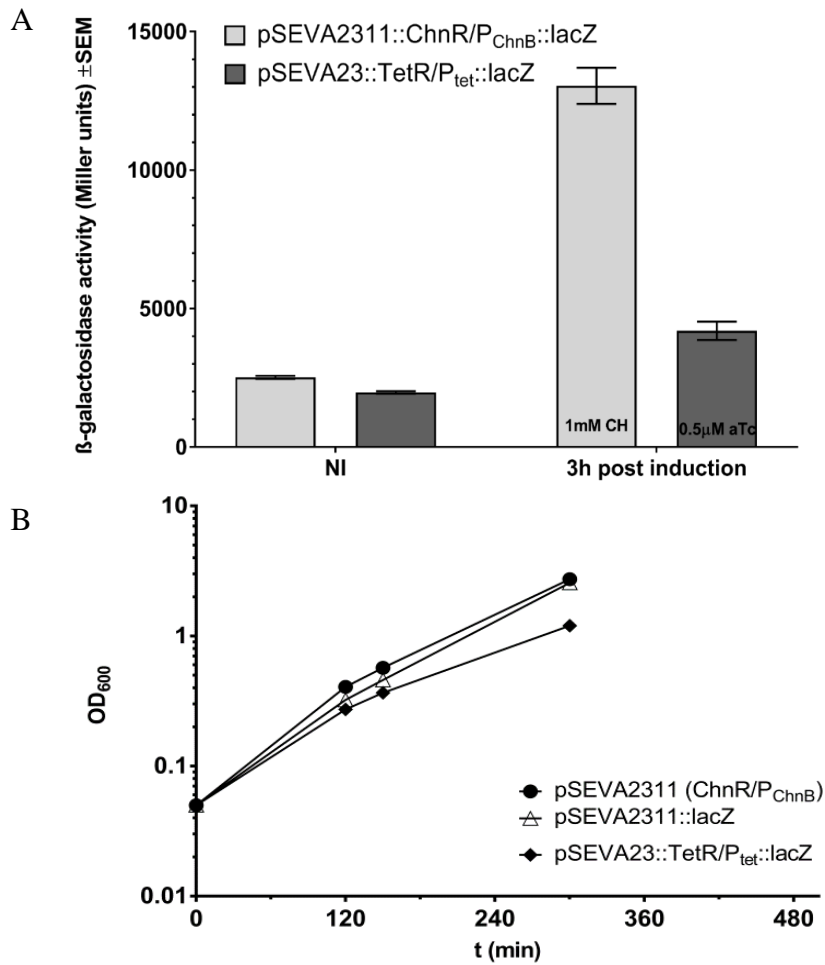 A
ß-galactosidase activity (Miller units) ±SEM
15000
10000
5000
0
pSEVA2311::ChnR/PChnB::lacZ
pSEVA23::TetR/Ptet::lacZ
1mM CH
0.5µM aTc
NI
3h post induction
B
OD600
10
1
0.1
0.01
pSEVA2311 (ChnR/PChnB)
pSEVA2311::lacZ
pSEVA23::TetR/Ptet::lacZ
0
120
240
360
480
t (min)